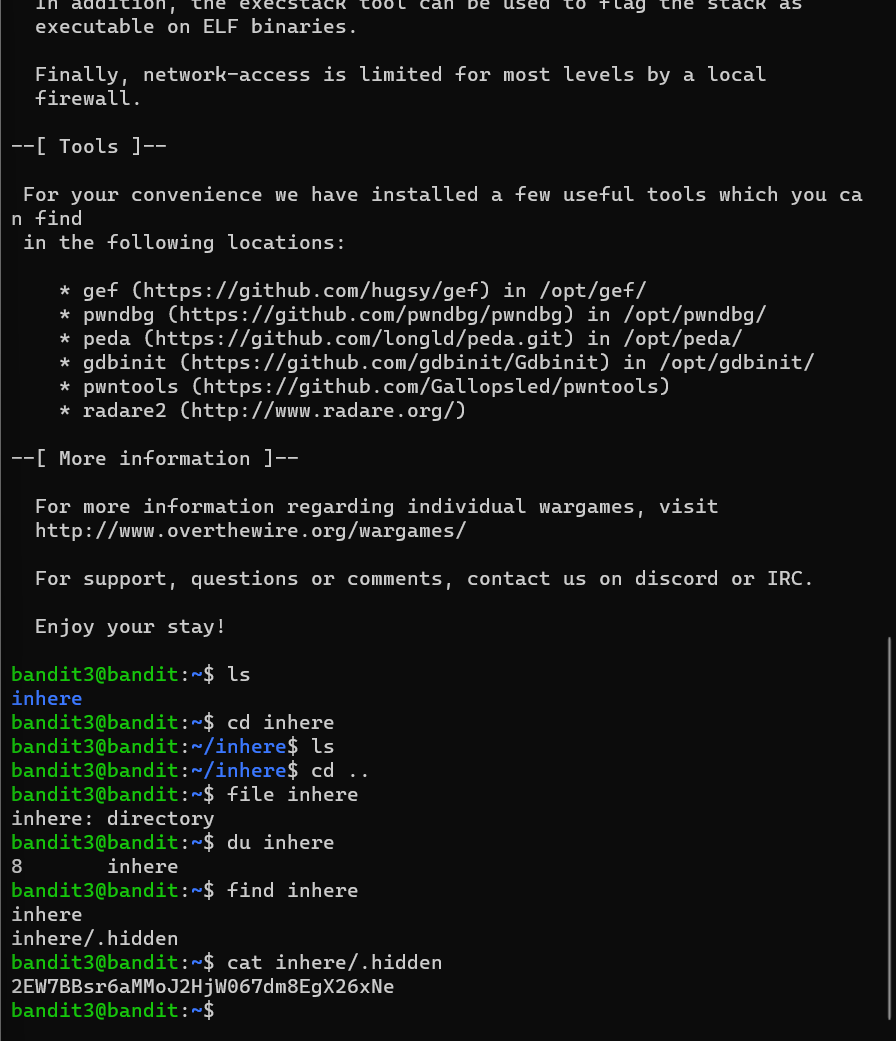 In addition, the execstack tool can be used to flag the stack as
executable on ELF binaries.
Finally, network-access is limited for most levels by a local
firewall.
--[ Tools ]--
For your convenience we have installed a few useful tools which you ca
n find
in the following locations:
* gef (https://github.com/hugsy/gef) in /opt/gef/
* pwndbg (https://github.com/pwndbg/pwndbg) in /opt/pwndbg/
* peda (https://github.com/longld/peda.git) in /opt/peda/
* gdbinit (https://github.com/gdbinit/Gdbinit) in /opt/gdbinit/
* pwntools (https://github.com/Gallopsled/pwntools)
* radare2 (http://www.radare.org/)
--[ More information ]--
For more information regarding individual wargames, visit
http://www.overthewire.org/wargames/
For support, questions or comments, contact us on discord or IRC.
Enjoy your stay!
bandit3@bandit:~$ ls
inhere
bandit3@bandit:~$ cd inhere
bandit3@bandit:~/inhere$ ls
bandit3@bandit:~/inhere$ cd ..
bandit3@bandit:~$ file inhere
inhere: directory
bandit3@bandit:~$ du inhere
8       inhere
bandit3@bandit:~$ find inhere
inhere
inhere/.hidden
bandit3@bandit:~$ cat inhere/.hidden
2EW7BBsr6aMMoJ2HjW067dm8EgX26xNe
bandit3@bandit:~$